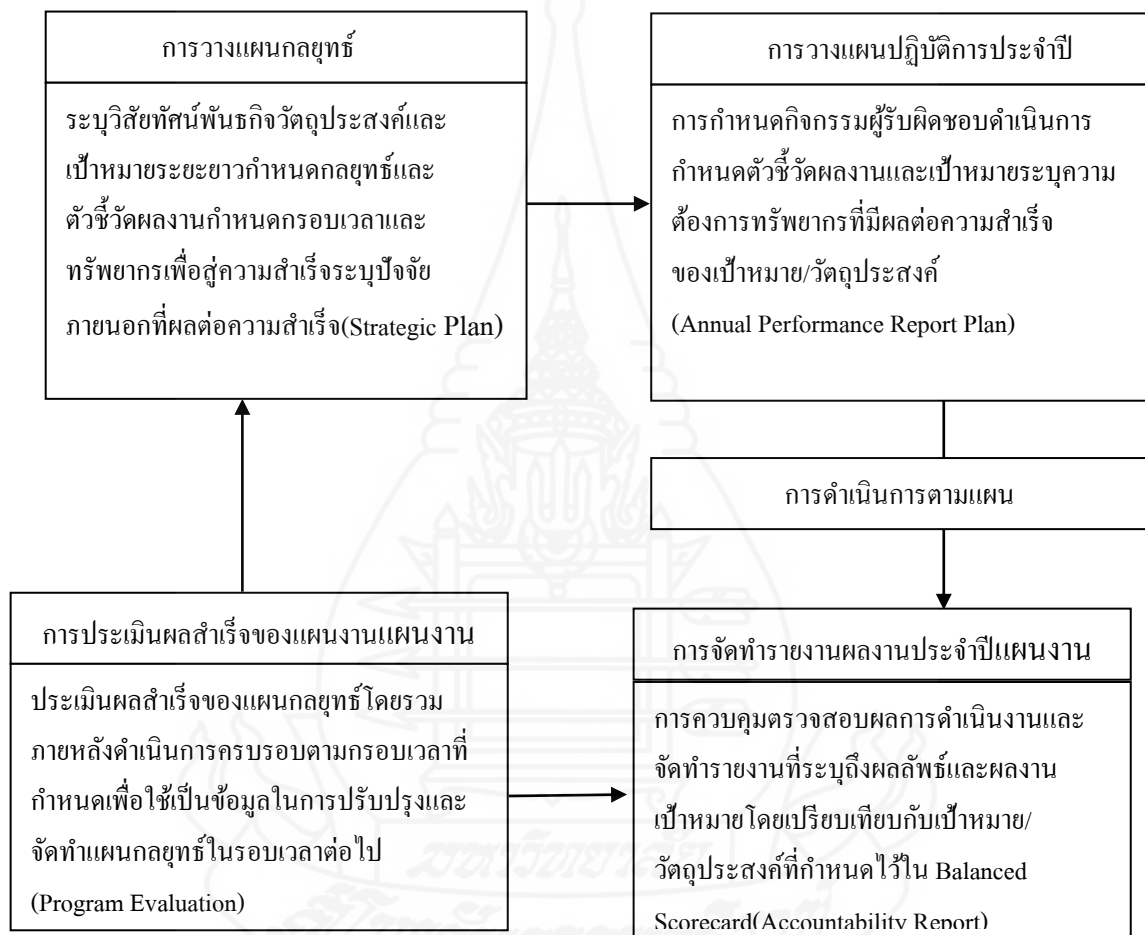 การวางแผนกลยุทธ์
ระบุวิสัยทัศน์พันธกิจวัตถุประสงค์และ
เป้าหมายระยะยาวกำหนดกลยุทธ์และ
ตัวชี้วัดผลงานกำหนดกรอบเวลาและ
ทรัพยากรเพื่อสู่ความสำเร็จระบุปัจจัย
ภายนอกที่ผลต่อความสำเร็จ(Strategic Plan)
การวางแผนปฏิบัติการประจำปี
การกำหนดกิจกรรมผู้รับผิดชอบดำเนินการ
กำหนดตัวชี้วัดผลงานและเป้าหมายระบุความ
ต้องการทรัพยากรที่มีผลต่อความสำเร็จ
ของเป้าหมาย/วัตถุประสงค์
(Annual Performance Report Plan)
การดำเนินการตามแผน
การประเมินผลสำเร็จของแผนงานแผนงาน
ประเมินผลสำเร็จของแผนกลยุทธ์โดยรวม
ภายหลังดำเนินการครบรอบตามกรอบเวลาที่
กำหนดเพื่อใช้เป็นข้อมูลในการปรับปรุงและ
จัดทำแผนกลยุทธ์ในรอบเวลาต่อไป
(Program Evaluation)
การจัดทำรายงานผลงานประจำปีแผนงาน
การควบคุมตรวจสอบผลการดำเนินงานและ
จัดทำรายงานที่ระบุถึงผลลัพธ์และผลงาน
เป้าหมายโดยเปรียบเทียบกับเป้าหมาย/
วัตถุประสงค์ที่กำหนดไว้ใน Balanced
Scorecard(Accountability Report)